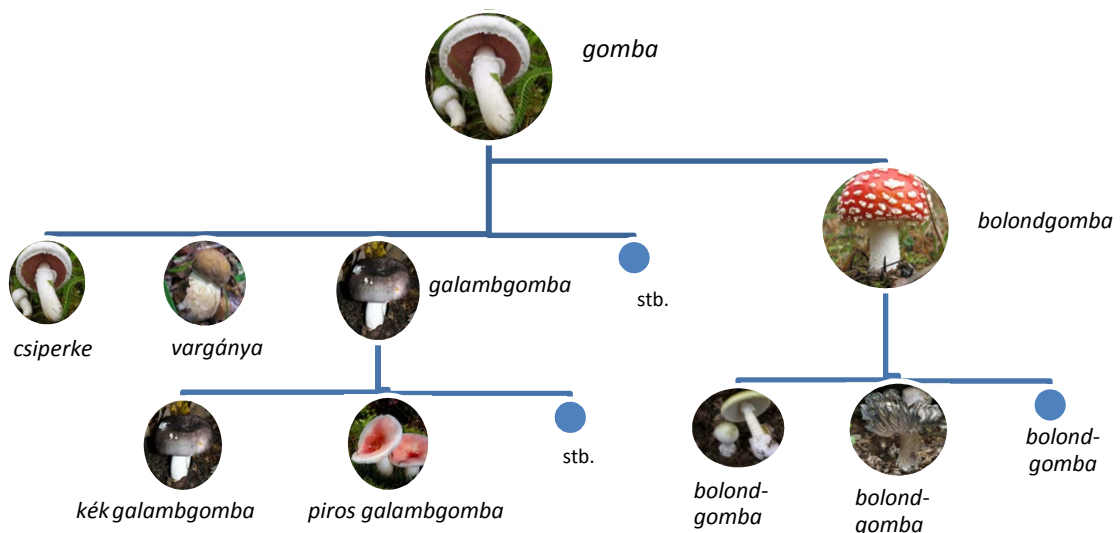 gomba
bolondgomba
galambgomba
stb.
csiperke
vargánya
bolond-
gomba
stb.
bolond-
gomba
bolond-
gomba
kék galambgomba
piros galambgomba